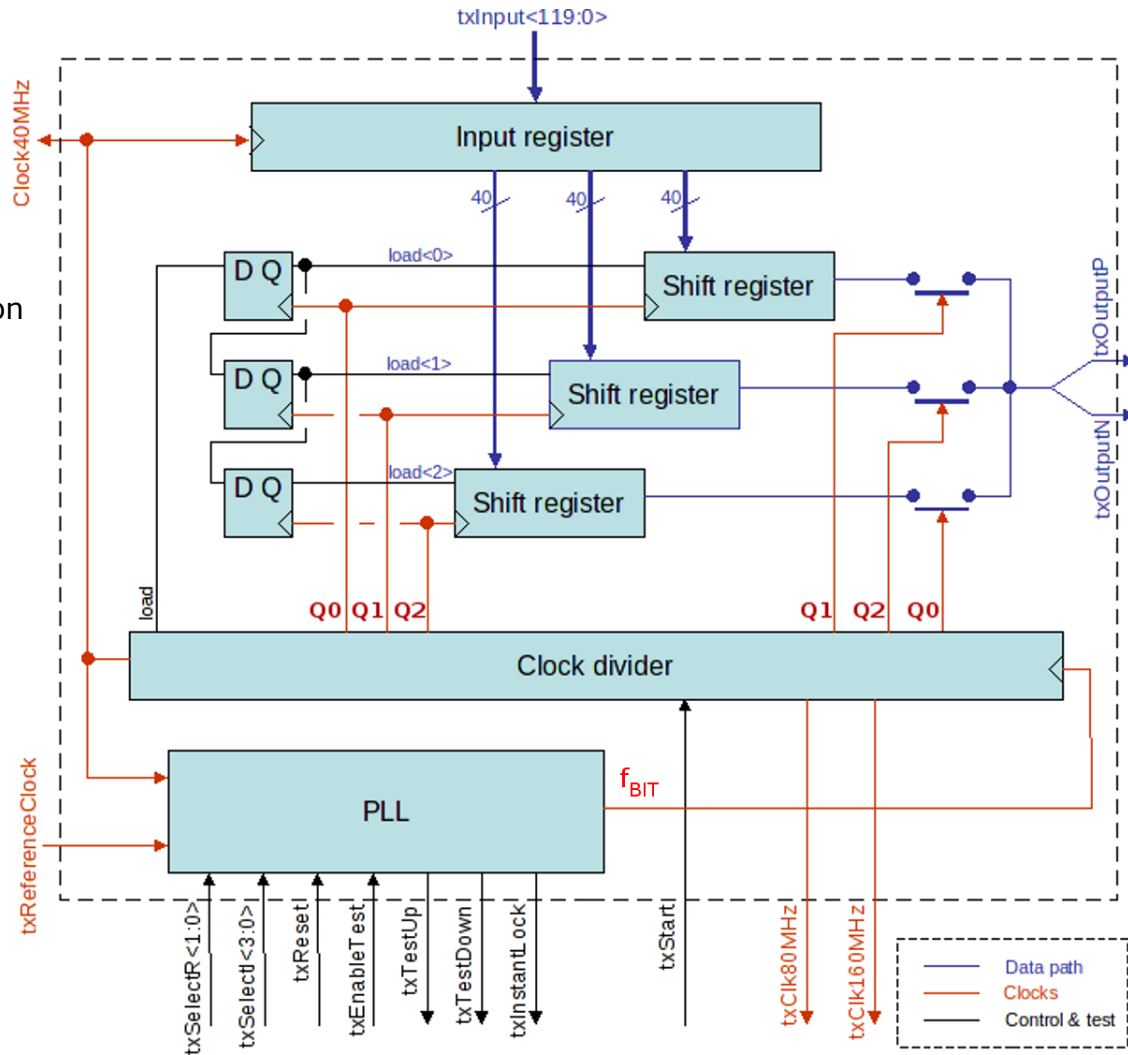 txInput<119:0>
Clock40MHz
Input register
40
40
40
load<0>
D Q
Shift register
on
txOutputP
load<1>
D Q
Shift register
load<2>
D Q
Shift register
txOutputN
load
Q0 Q1 Q2
Q1 Q2 Q0
Clock divider
txReferenceClock
PLL
fBIT
txSelectR<1:0>
txSelectI<3:0>
txReset
txEnableTest
txTestUp
txTestDown
txInstantLock
txStart
txClk80MHz
txClk160MHz
Data path
Clocks
Control & test